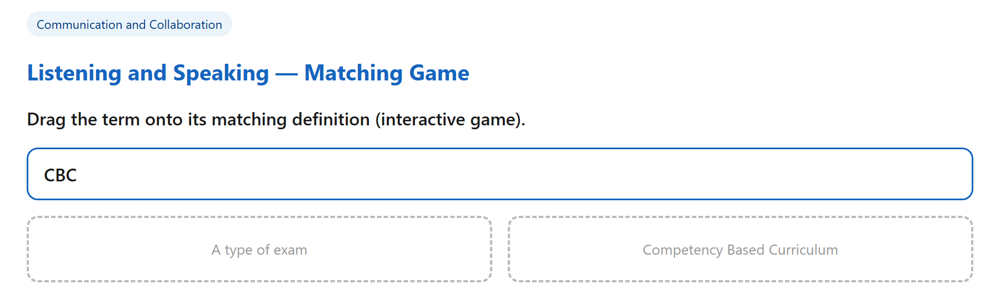 Communication and Collaboration
Listening and Speaking — Matching Game
Drag the term onto its matching definition (interactive game).
CBC
A type of exam
Competency Based Curriculum